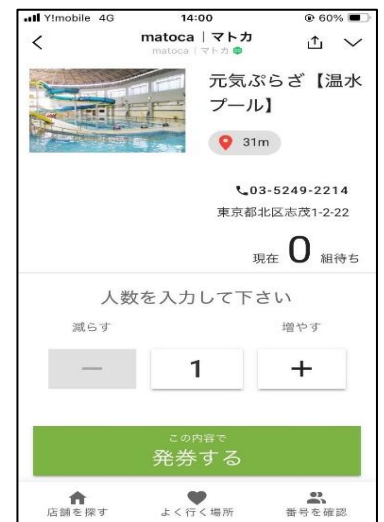 Y!mobile 4G 14:00 60%
matoca｜マトカ
matoca｜マトカ
元気ぷらざ【温水
プール】
31m
03-5249-2214
東京都北区志茂1-2-22
現在 0 組待ち
人数を入力して下さい
減らす 増やす
− 1 +
この内容で
発券する
店舗を探す よく行く場所 番号を確認